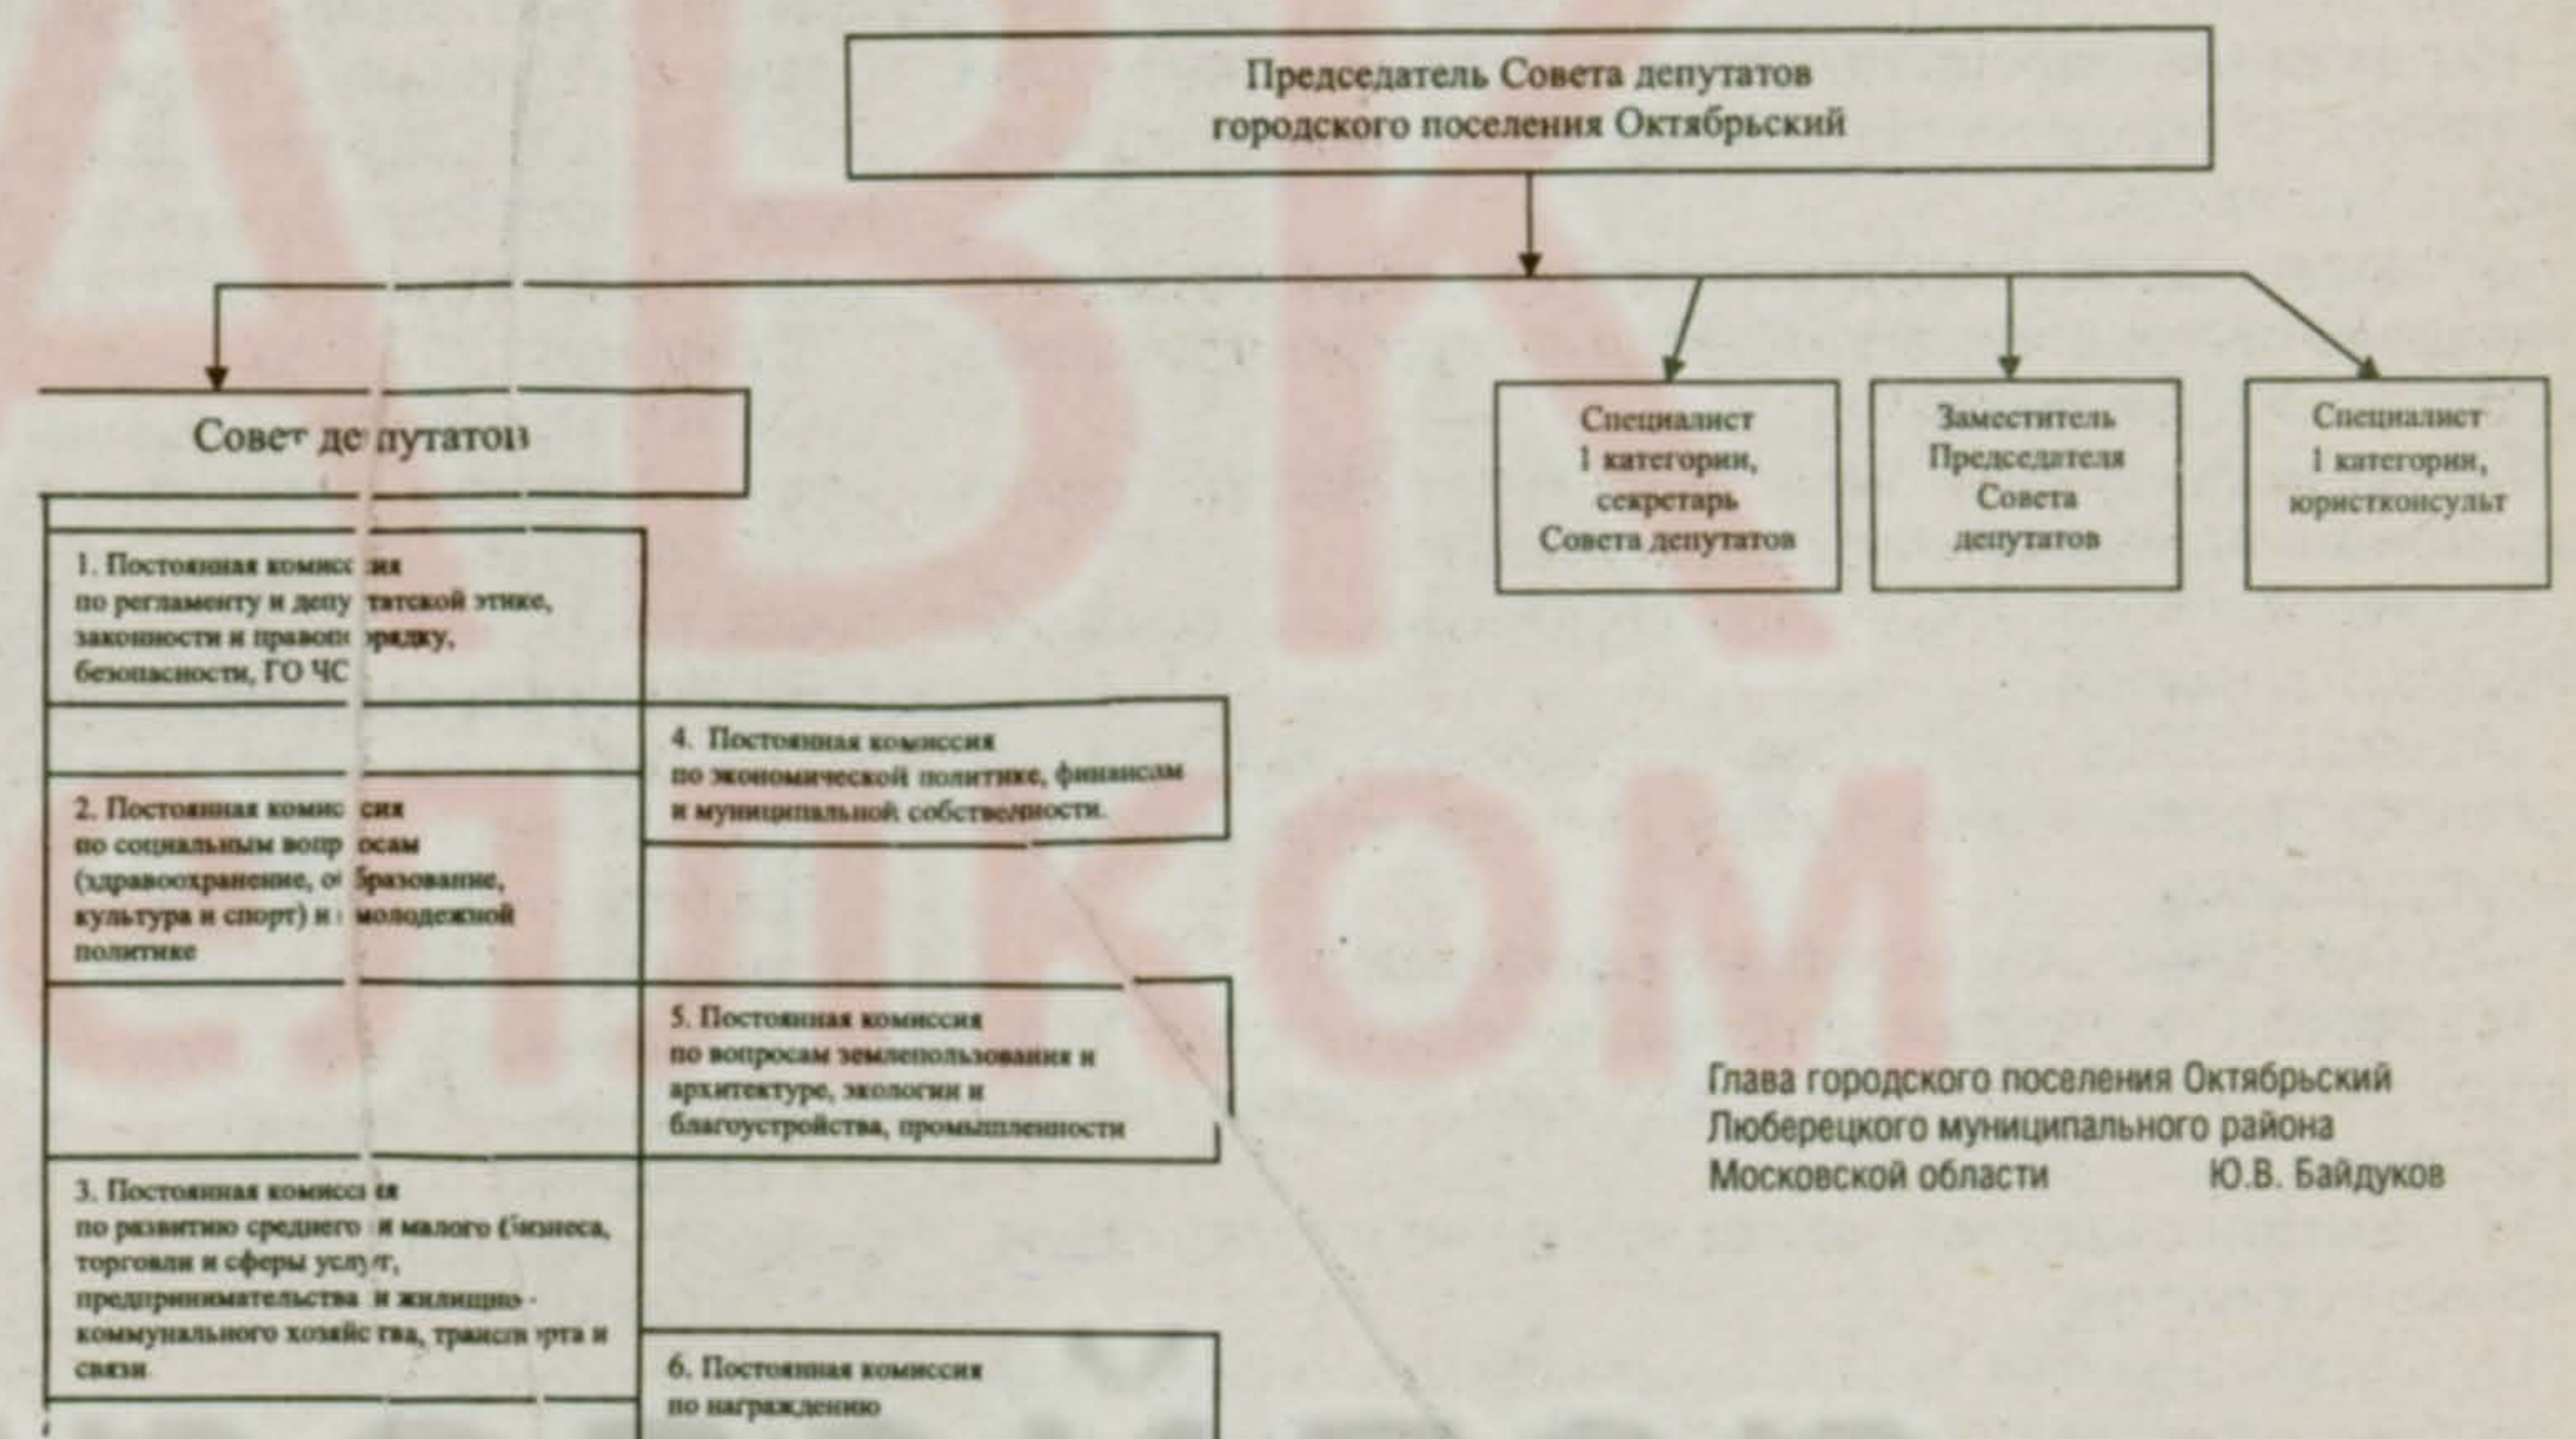 Председатель Совета депутатов
городского поселения Октябрьский
Совет депутатов
Специалист
1 категории,
секретарь
Совета депутатов
Заместитель
Председателя
Совета
депутатов
Специалист
1 категории,
юристконсульт
1. Постоянная комиссия
по регламенту и депутатской этике,
законности и правопорядку,
безопасности, ГО ЧС
2. Постоянная комиссия
по социальным вопросам
(здравоохранение, образование,
культура и спорт) и молодежной
политике
3. Постоянная комиссия
по развитию среднего и малого бизнеса,
торговли и сферы услуг,
предпринимательства и жилищно -
коммунального хозяйства, транспорта и
связи
4. Постоянная комиссия
по экономической политике, финансам
и муниципальной собственности.
5. Постоянная комиссия
по вопросам землепользования и
архитектуре, экологии и
благоустройства, промышленности
6. Постоянная комиссия
по награждению
Глава городского поселения Октябрьский
Люберецкого муниципального района
Московской области Ю.В. Байдуков